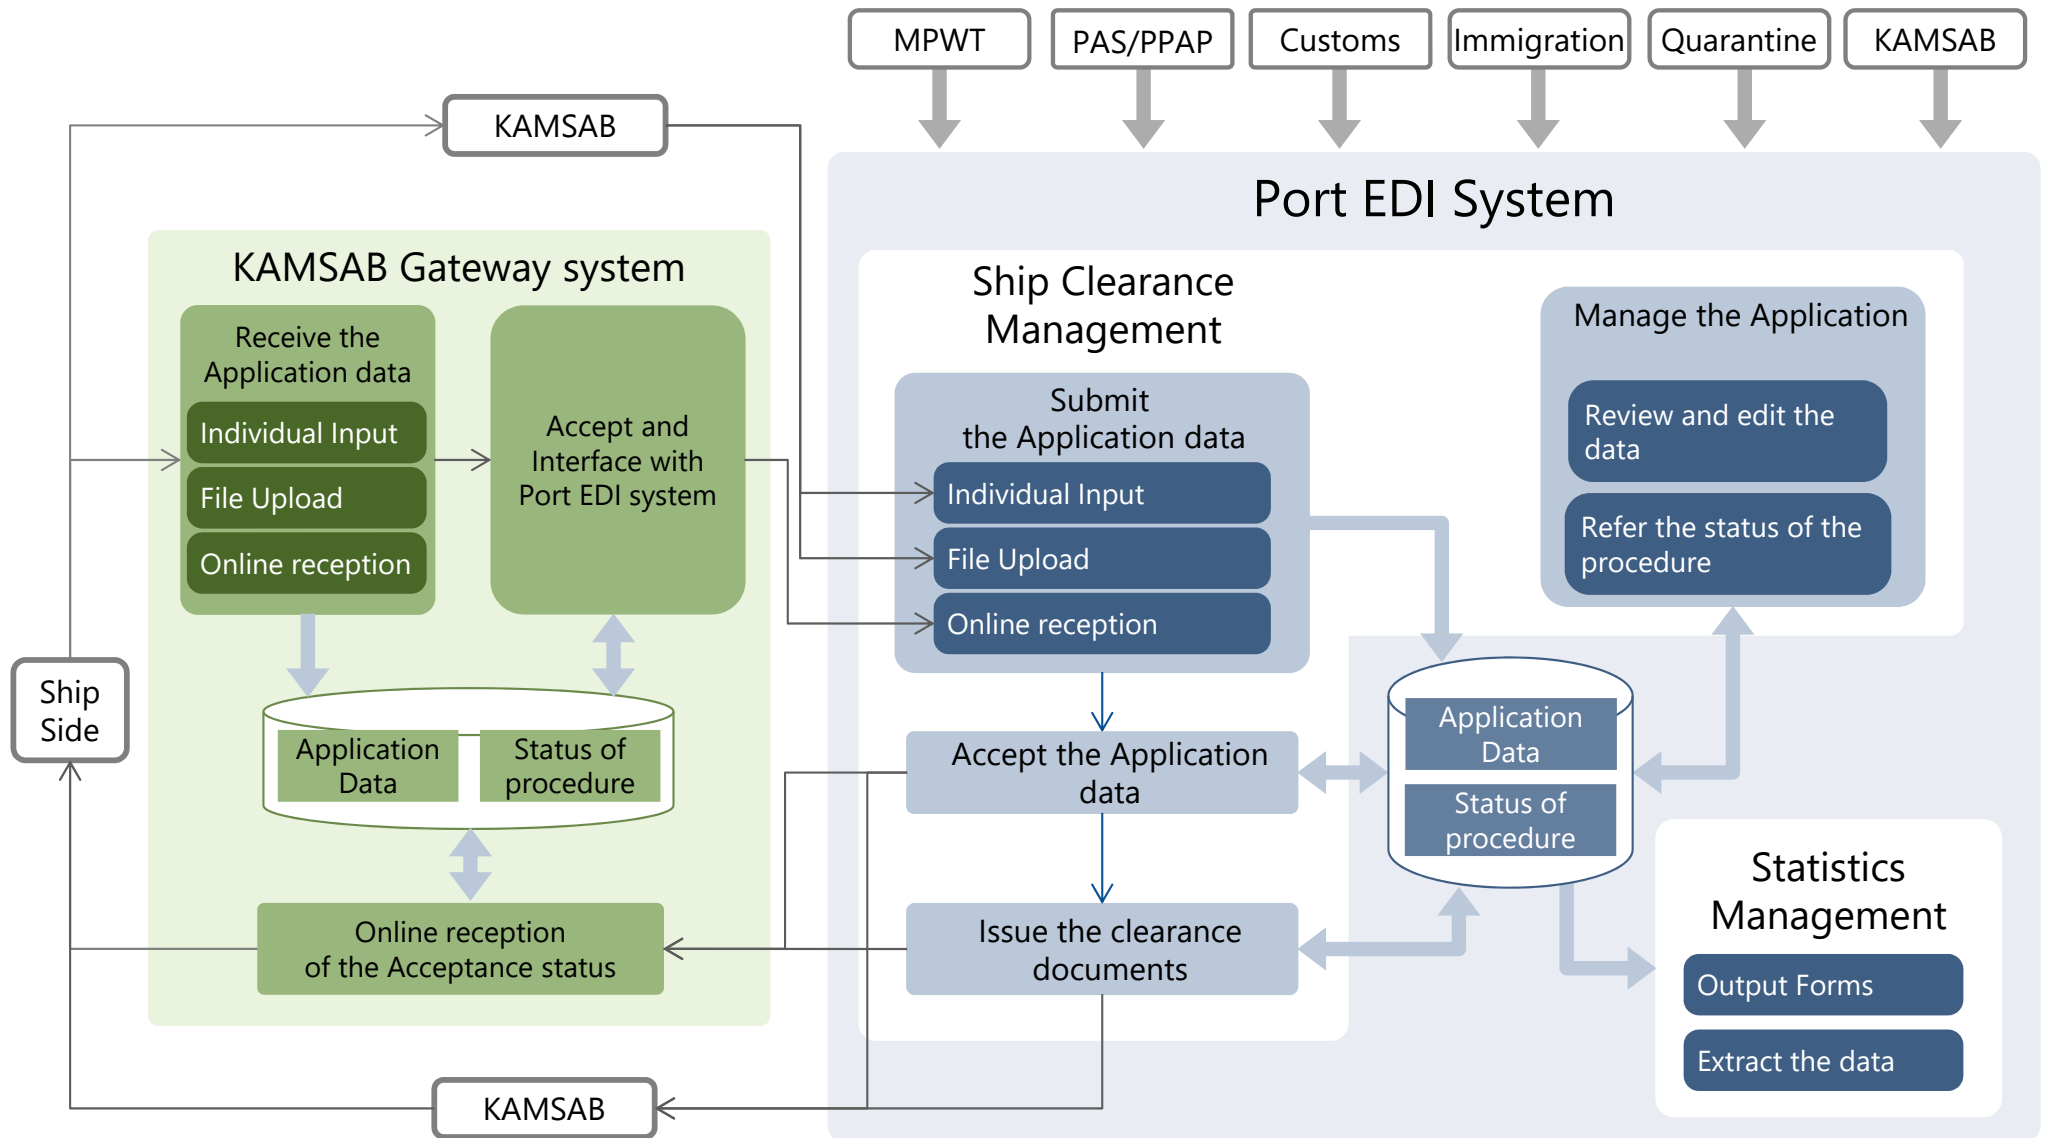 MPWT
PAS/PPAP
Customs
Immigration
Quarantine
KAMSAB
KAMSAB
Port EDI System
KAMSAB Gateway system
Receive the
Application data
Individual Input
File Upload
Online reception
Accept and
Interface with
Port EDI system
Application
Data
Status of
procedure
Online reception
of the Acceptance status
Ship
Side
KAMSAB
Ship Clearance
Management
Submit
the Application data
Individual Input
File Upload
Online reception
Accept the Application
data
Issue the clearance
documents
Manage the Application
Review and edit the
data
Refer the status of the
procedure
Application
Data
Status of
procedure
Statistics
Management
Output Forms
Extract the data